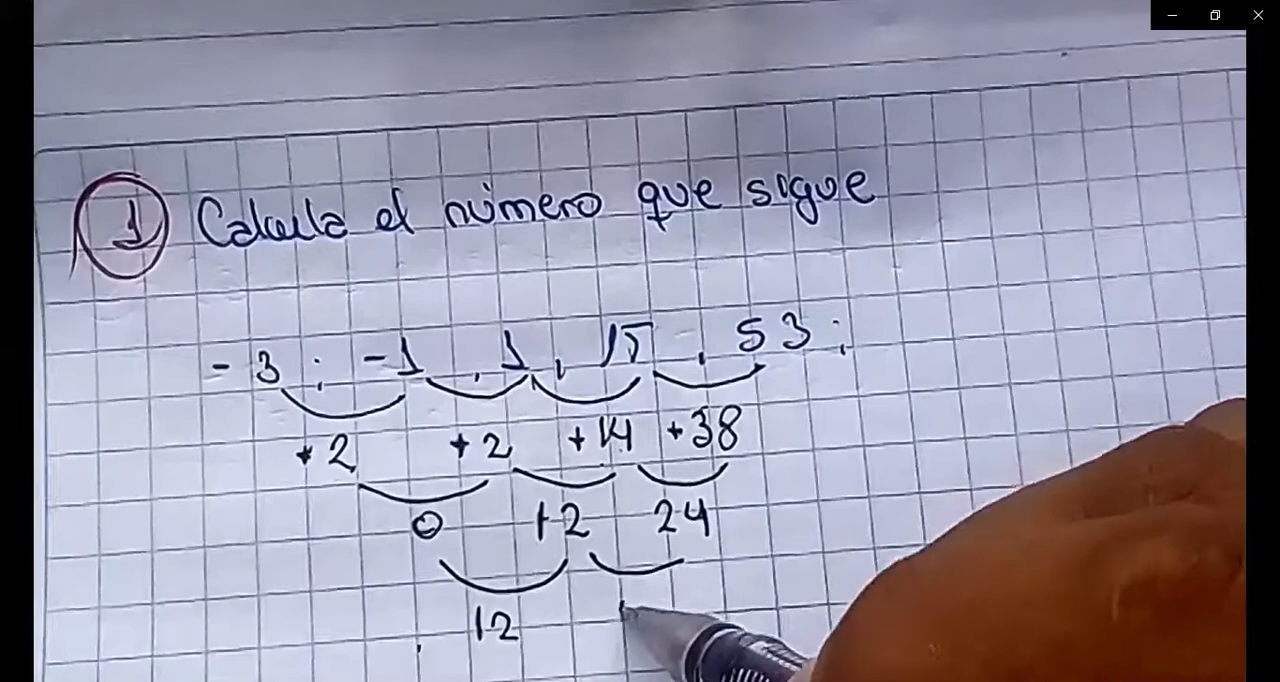 1 Calcula el número que sigue
-3 ; -1 , 1 , 15 , 53 ;
+2 +2 +14 +38
0 12 24
12